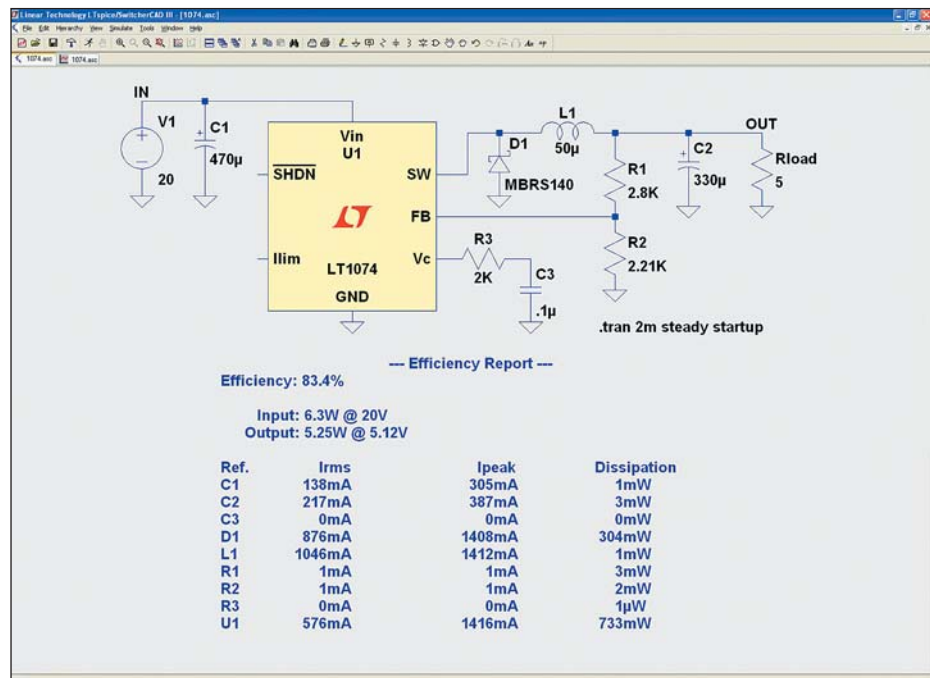 Linear Technology LTspice/SwitcherCAD III - [1074.asc]
File Edit Hierarchy View Simulate Tools Window Help
1074.asc 1074.asc
IN
V1
20
C1
470µ
Vin
U1
SHDN
SW
FB
Ilim
Vc
LT1074
GND
D1
MBRS140
L1
50µ
R1
2.8K
R2
2.21K
R3
2K
C3
.1µ
C2
330µ
OUT
Rload
5
.tran 2m steady startup
--- Efficiency Report ---
Efficiency: 83.4%
Input: 6.3W @ 20V
Output: 5.25W @ 5.12V
Ref. Irms Ipeak Dissipation
C1 138mA 305mA 1mW
C2 217mA 387mA 3mW
C3 0mA 0mA 0mW
D1 876mA 1408mA 304mW
L1 1046mA 1412mA 1mW
R1 1mA 1mA 3mW
R2 1mA 1mA 2mW
R3 0mA 0mA 1µW
U1 576mA 1416mA 733mW